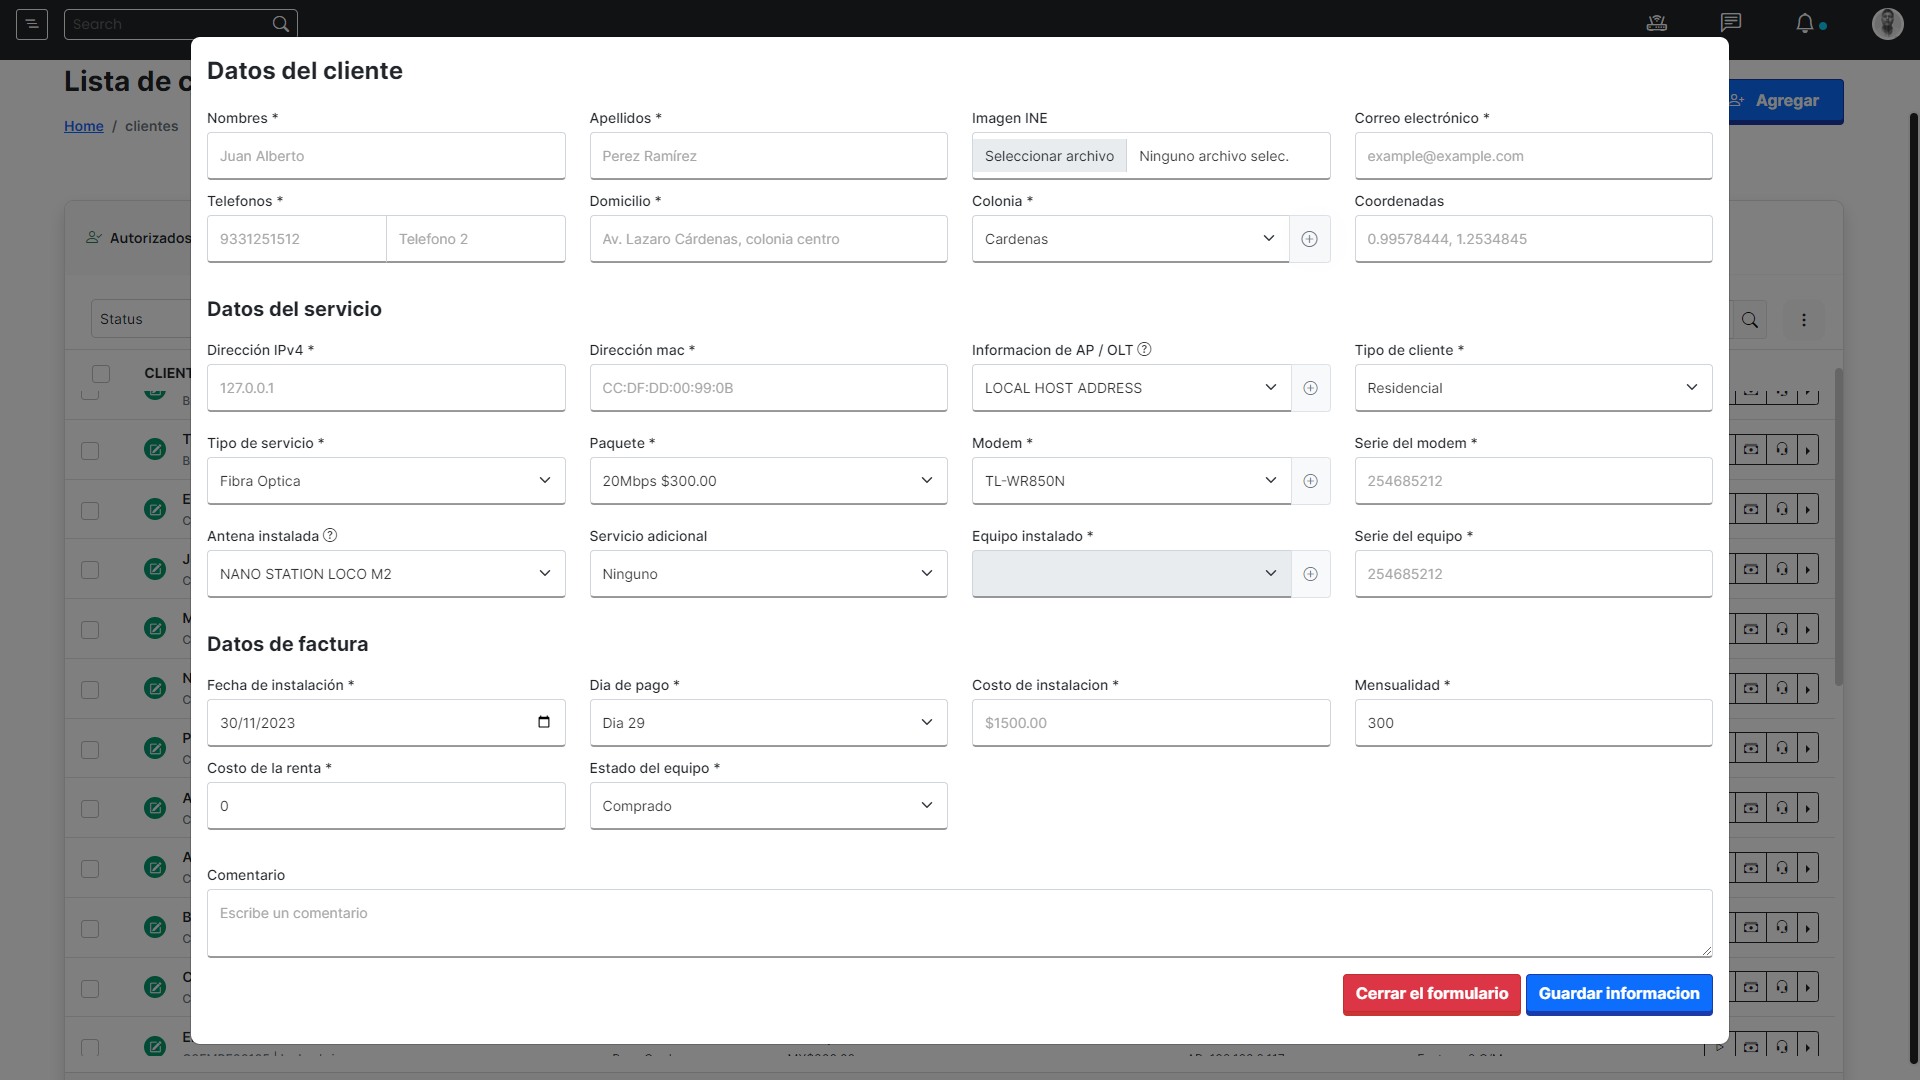 Search
Lista de c
Home / clientes
Agregar
Autorizados
Status
CLIENT
Datos del cliente
Nombres *
Apellidos *
Imagen INE
Correo electrónico *
Juan Alberto
Perez Ramírez
Seleccionar archivo Ninguno archivo selec.
example@example.com
Telefonos *
Domicilio *
Colonia *
Coordenadas
9331251512
Telefono 2
Av. Lazaro Cárdenas, colonia centro
Cardenas
0.99578444, 1.2534845
Datos del servicio
Dirección IPv4 *
Dirección mac *
Informacion de AP / OLT
Tipo de cliente *
127.0.0.1
CC:DF:DD:00:99:0B
LOCAL HOST ADDRESS
Residencial
Tipo de servicio *
Paquete *
Modem *
Serie del modem *
Fibra Optica
20Mbps $300.00
TL-WR850N
254685212
Antena instalada
Servicio adicional
Equipo instalado *
Serie del equipo *
NANO STATION LOCO M2
Ninguno
254685212
Datos de factura
Fecha de instalación *
Dia de pago *
Costo de instalacion *
Mensualidad *
30/11/2023
Dia 29
$1500.00
300
Costo de la renta *
Estado del equipo *
0
Comprado
Comentario
Escribe un comentario
Cerrar el formulario
Guardar informacion